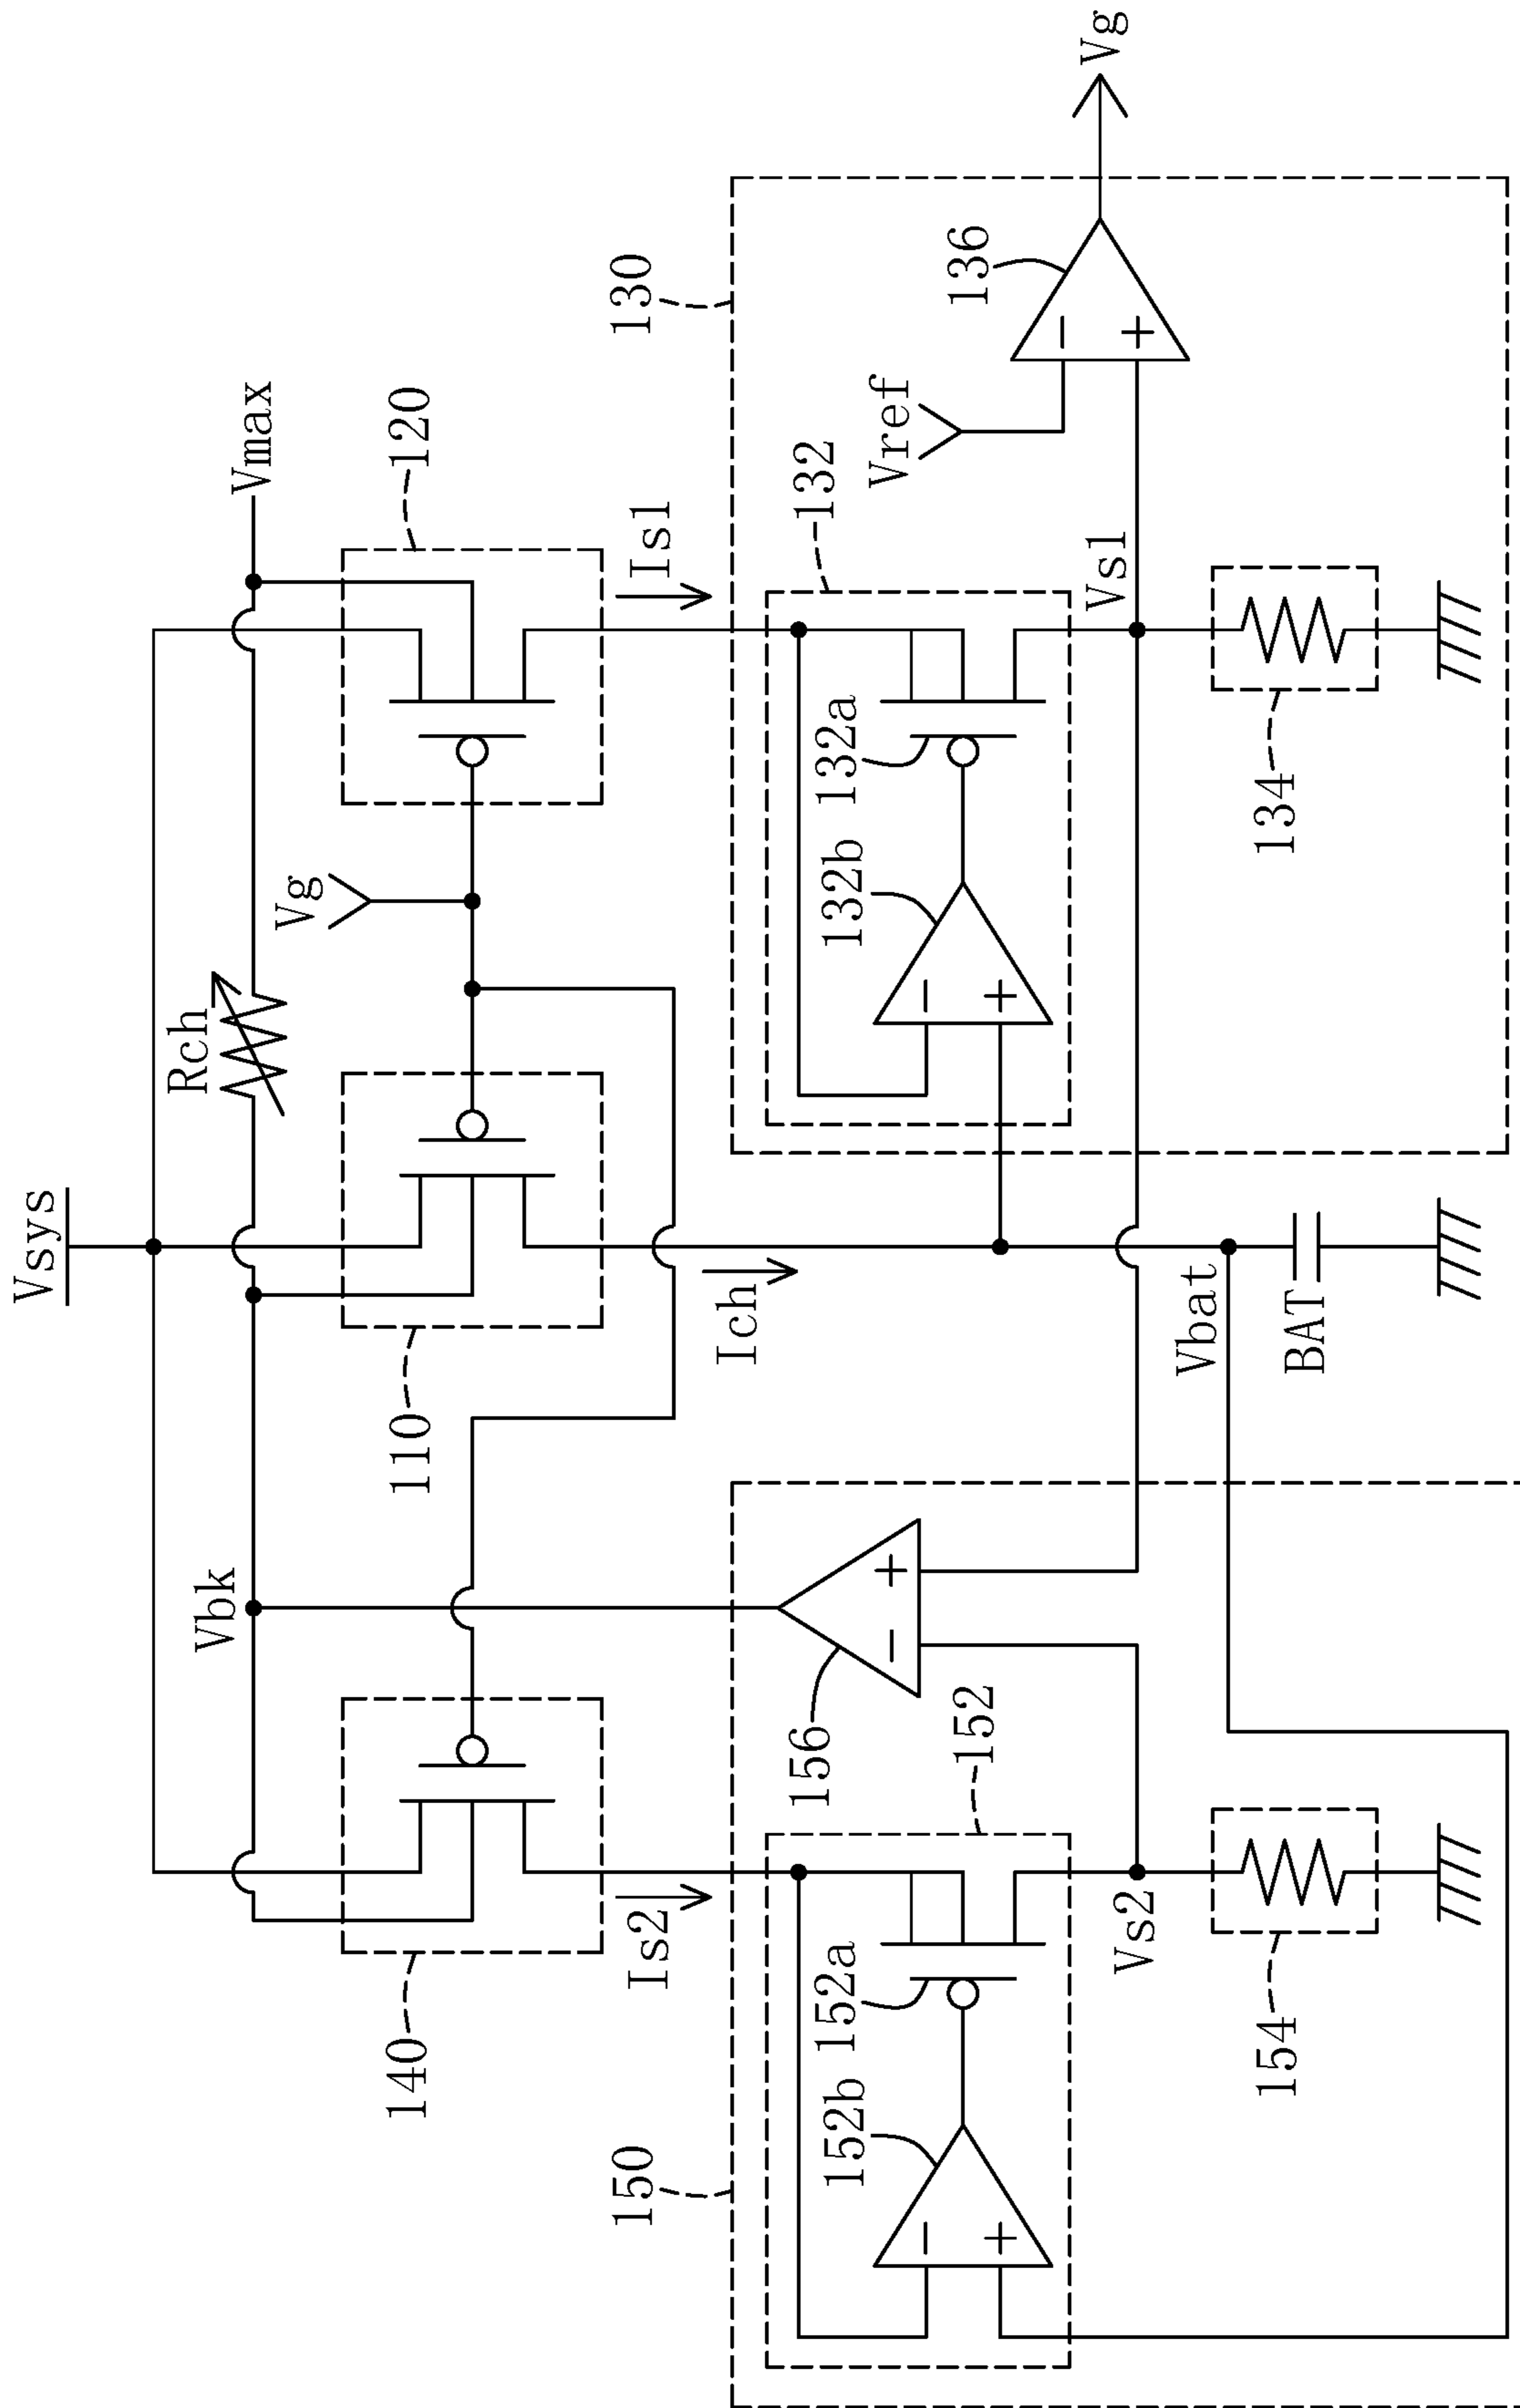 Vsys
Vbk
Rch
Vmax
Vg
140
110
120
Is2
Ich
Is1
150
130
156
152
152b
152a
132b
132a
132
Vref
136
Vg
−
+
−
+
−
+
−
+
Vs2
Vbat
Vs1
154
BAT
134